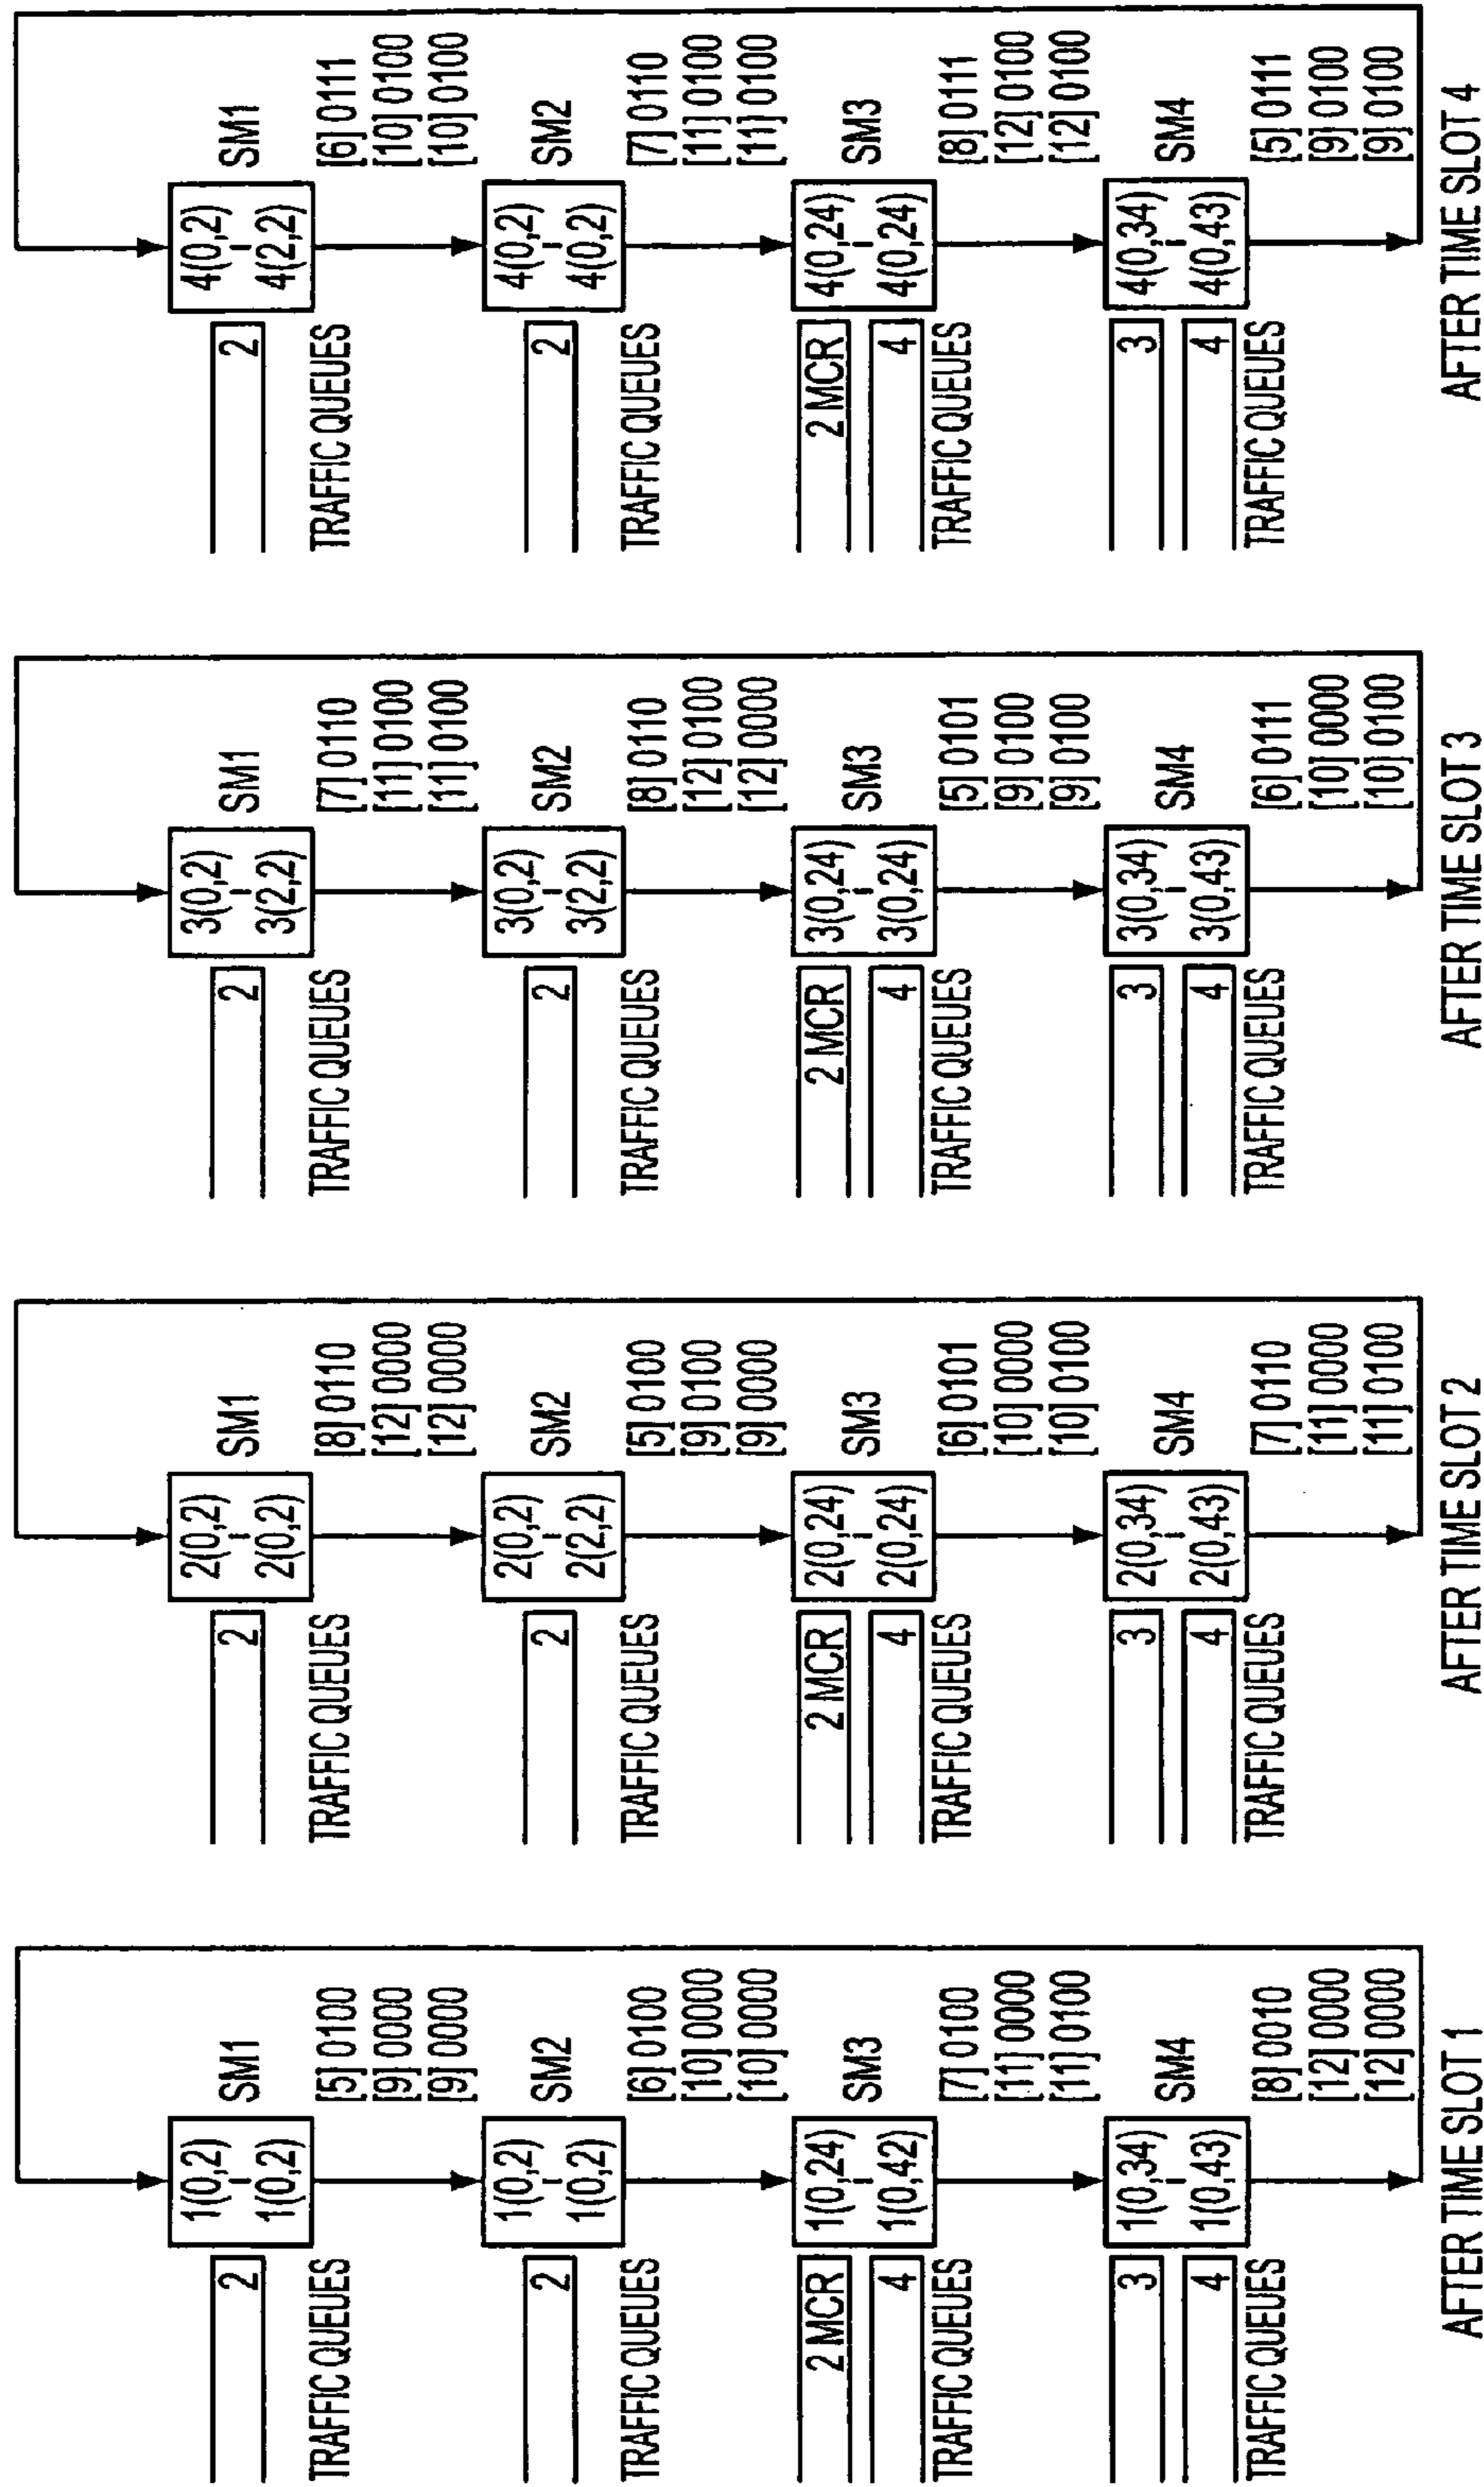 SM1
1(0,2)
1(0,2)
2
TRAFFIC QUEUES
[5] 0100
[9] 0000
[9] 0000
SM2
1(0,2)
1(0,2)
2
TRAFFIC QUEUES
[6] 0100
[10] 0000
[10] 0000
SM3
1(0,24)
1(0,42)
2 MCR
4
TRAFFIC QUEUES
[7] 0100
[11] 0000
[11] 0100
SM4
1(0,34)
1(0,43)
3
4
TRAFFIC QUEUES
[8] 0010
[12] 0000
[12] 0000
AFTER TIME SLOT 1
SM1
2(0,2)
2(0,2)
2
TRAFFIC QUEUES
[8] 0110
[12] 0000
[12] 0000
SM2
2(0,2)
2(2,2)
2
TRAFFIC QUEUES
[5] 0100
[9] 0100
[9] 0000
SM3
2(0,24)
2(0,24)
2 MCR
4
TRAFFIC QUEUES
[6] 0101
[10] 0000
[10] 0100
SM4
2(0,34)
2(0,43)
3
4
TRAFFIC QUEUES
[7] 0110
[11] 0000
[11] 0100
AFTER TIME SLOT 2
SM1
3(0,2)
3(2,2)
2
TRAFFIC QUEUES
[7] 0110
[11] 0100
[11] 0100
SM2
3(0,2)
3(2,2)
2
TRAFFIC QUEUES
[8] 0110
[12] 0100
[12] 0000
SM3
3(0,24)
3(0,24)
2 MCR
4
TRAFFIC QUEUES
[5] 0101
[9] 0100
[9] 0100
SM4
3(0,34)
3(0,43)
3
4
TRAFFIC QUEUES
[6] 0111
[10] 0000
[10] 0100
AFTER TIME SLOT 3
SM1
4(0,2)
4(2,2)
2
TRAFFIC QUEUES
[6] 0111
[10] 0100
[10] 0100
SM2
4(0,2)
4(0,2)
2
TRAFFIC QUEUES
[7] 0110
[11] 0100
[11] 0100
SM3
4(0,24)
4(0,24)
2 MCR
4
TRAFFIC QUEUES
[8] 0111
[12] 0100
[12] 0100
SM4
4(0,34)
4(0,43)
3
4
TRAFFIC QUEUES
[5] 0111
[9] 0100
[9] 0100
AFTER TIME SLOT 4